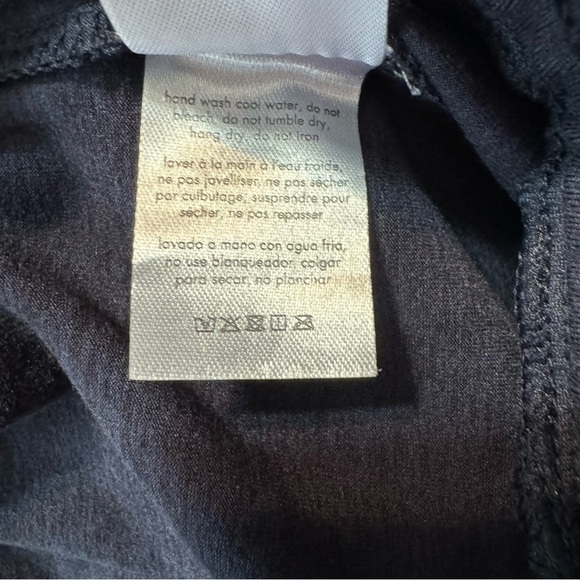 hand wash cool water, do not
bleach, do not tumble dry,
hang dry, do not iron
laver à la main à l'eau froide,
ne pas javelliser, ne pas sécher
par culbutage, suspendre pour
sécher, ne pas repasser
lavado a mano con agua fria,
no use blanqueador, colgar
para secar, no planchar